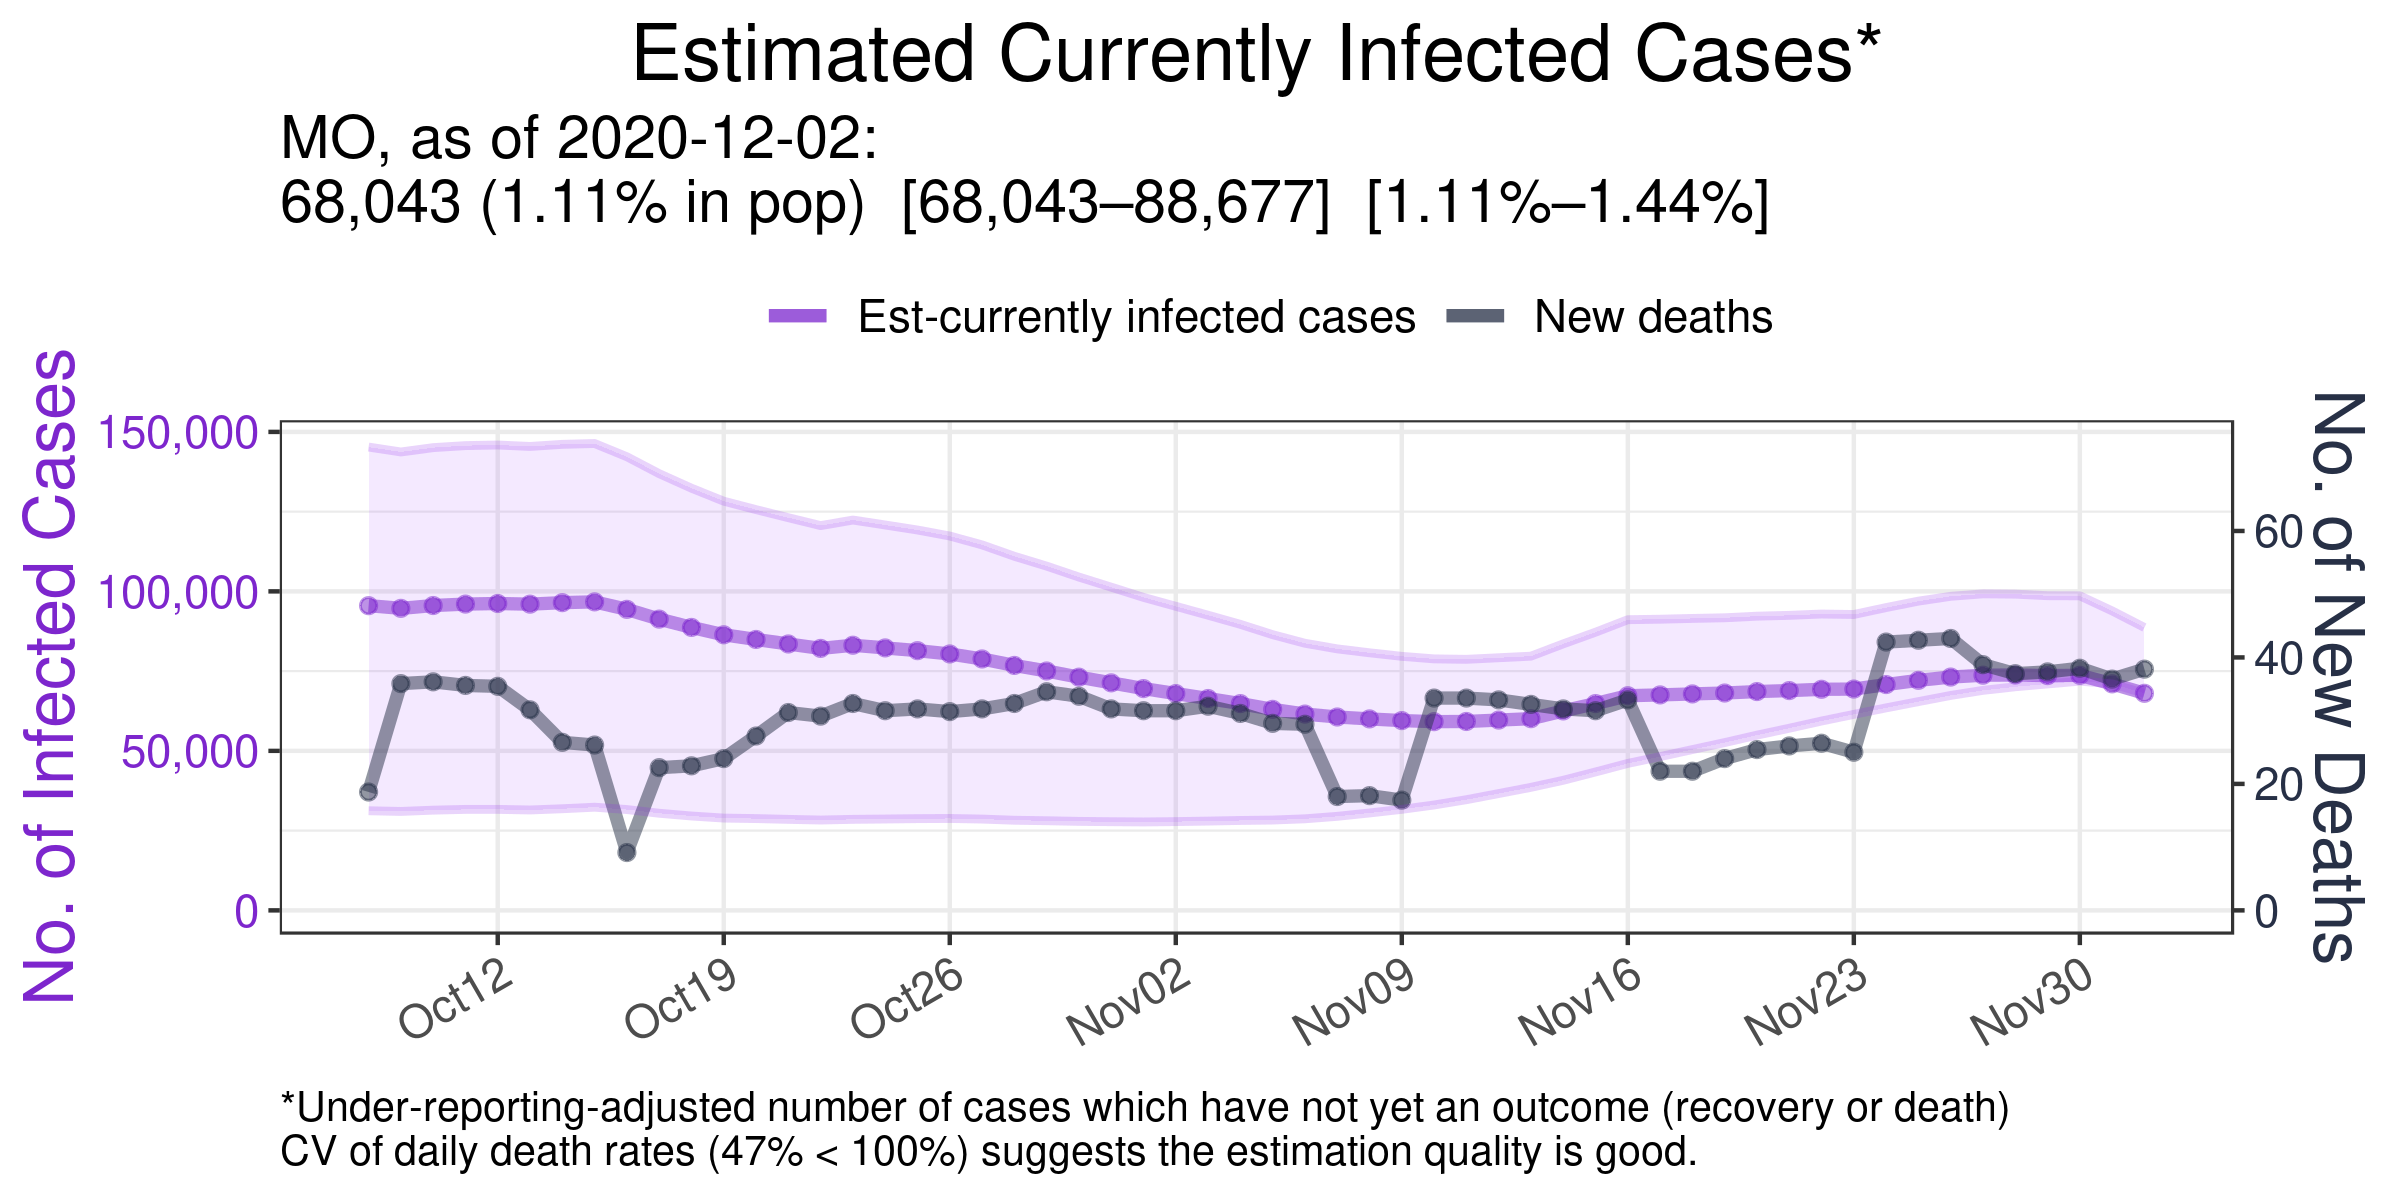 Estimated Currently Infected Cases*
MO, as of 2020-12-02:
68,043 (1.11% in pop)  [68,043–88,677]  [1.11%–1.44%]
Est-currently infected cases
New deaths
No. of Infected Cases
150,000
100,000
50,000
0
No. of New Deaths
60
40
20
0
Oct12
Oct19
Oct26
Nov02
Nov09
Nov16
Nov23
Nov30
*Under-reporting-adjusted number of cases which have not yet an outcome (recovery or death)
CV of daily death rates (47% < 100%) suggests the estimation quality is good.